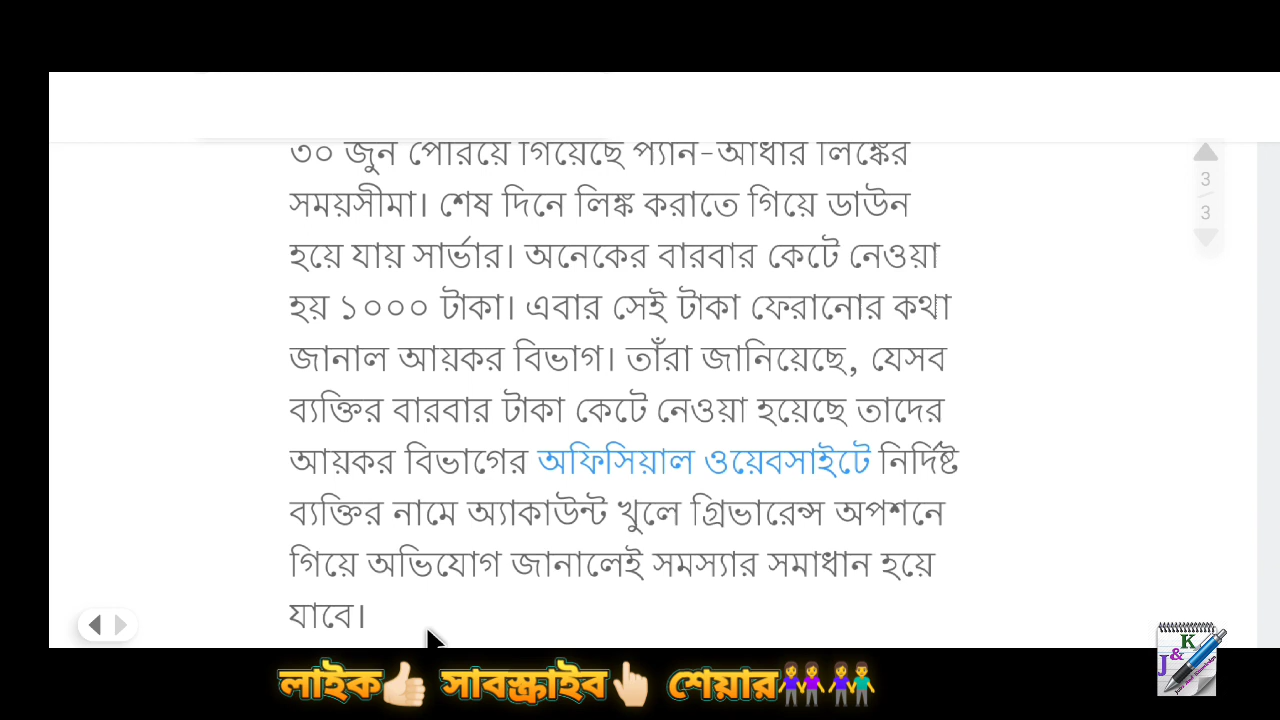 ৩০ জুন পেরিয়ে গিয়েছে প্যান-আধার লিঙ্কের
সময়সীমা। শেষ দিনে লিঙ্ক করাতে গিয়ে ডাউন
হয়ে যায় সার্ভার। অনেকের বারবার কেটে নেওয়া
হয় ১০০০ টাকা। এবার সেই টাকা ফেরানোর কথা
জানাল আয়কর বিভাগ। তাঁরা জানিয়েছে, যেসব
ব্যক্তির বারবার টাকা কেটে নেওয়া হয়েছে তাদের
আয়কর বিভাগের অফিসিয়াল ওয়েবসাইটে নির্দিষ্ট
ব্যক্তির নামে অ্যাকাউন্ট খুলে গ্রিভারেন্স অপশনে
গিয়ে অভিযোগ জানালেই সমস্যার সমাধান হয়ে
যাবে।
3
3
লাইক👍🏻 সাবস্ক্রাইব👆🏻 শেয়ার👭👫
J&K